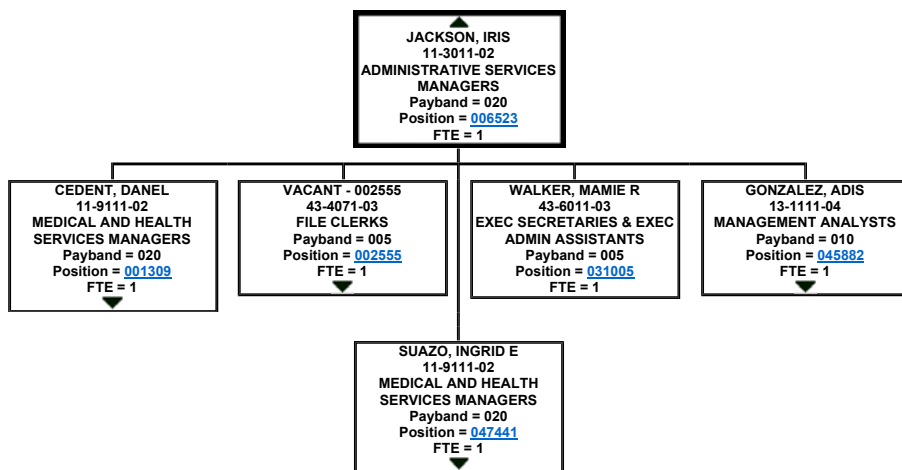 JACKSON, IRIS
11-3011-02
ADMINISTRATIVE SERVICES
MANAGERS
Payband = 020
Position = 006523
FTE = 1
CEDENT, DANEL
11-9111-02
MEDICAL AND HEALTH
SERVICES MANAGERS
Payband = 020
Position = 001309
FTE = 1
VACANT - 002555
43-4071-03
FILE CLERKS
Payband = 005
Position = 002555
FTE = 1
WALKER, MAMIE R
43-6011-03
EXEC SECRETARIES & EXEC
ADMIN ASSISTANTS
Payband = 005
Position = 031005
FTE = 1
GONZALEZ, ADIS
13-1111-04
MANAGEMENT ANALYSTS
Payband = 010
Position = 045882
FTE = 1
SUAZO, INGRID E
11-9111-02
MEDICAL AND HEALTH
SERVICES MANAGERS
Payband = 020
Position = 047441
FTE = 1